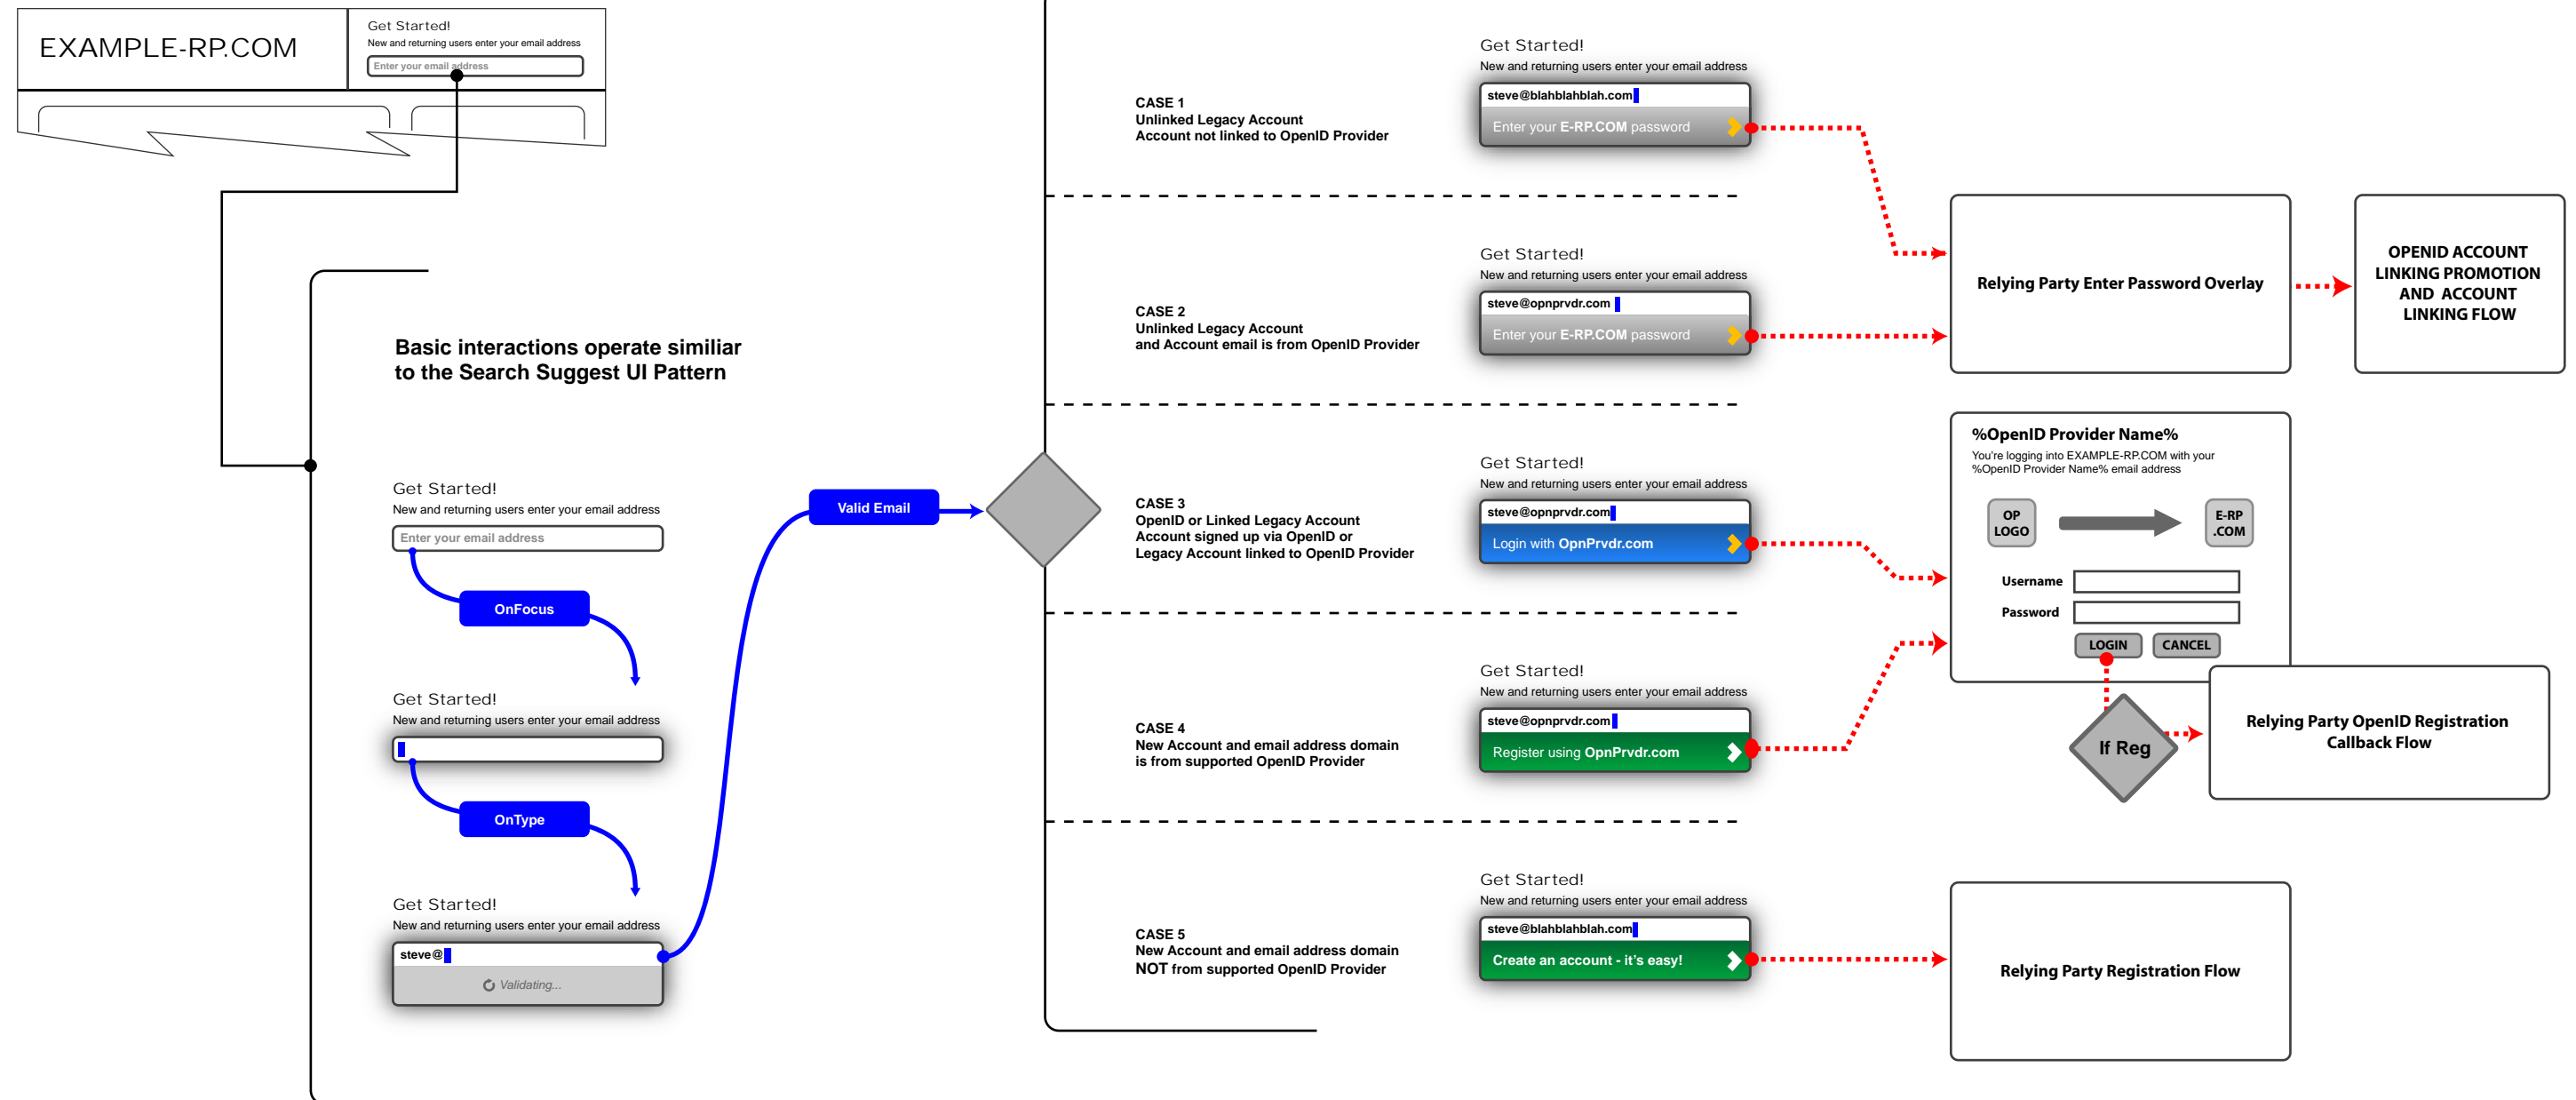 EXAMPLE-RP.COM
Get Started!
New and returning users enter your email address
Enter your email address
Basic interactions operate similiar
to the Search Suggest UI Pattern
Get Started!
New and returning users enter your email address
Enter your email address
OnFocus
Get Started!
New and returning users enter your email address
OnType
Get Started!
New and returning users enter your email address
steve@
Validating...
Valid Email
CASE 1
Unlinked Legacy Account
Account not linked to OpenID Provider
Get Started!
New and returning users enter your email address
steve@blahblahblah.com
Enter your E-RP.COM password
CASE 2
Unlinked Legacy Account
and Account email is from OpenID Provider
Get Started!
New and returning users enter your email address
steve@opnprvdr.com
Enter your E-RP.COM password
Relying Party Enter Password Overlay
OPENID ACCOUNT
LINKING PROMOTION
AND ACCOUNT
LINKING FLOW
CASE 3
OpenID or Linked Legacy Account
Account signed up via OpenID or
Legacy Account linked to OpenID Provider
Get Started!
New and returning users enter your email address
steve@opnprvdr.com
Login with OpnPrvdr.com
%OpenID Provider Name%
You're logging into EXAMPLE-RP.COM with your
%OpenID Provider Name% email address
OP
LOGO
E-RP
.COM
Username
Password
LOGIN
CANCEL
CASE 4
New Account and email address domain
is from supported OpenID Provider
Get Started!
New and returning users enter your email address
steve@opnprvdr.com
Register using OpnPrvdr.com
If Reg
Relying Party OpenID Registration
Callback Flow
CASE 5
New Account and email address domain
NOT from supported OpenID Provider
Get Started!
New and returning users enter your email address
steve@blahblahblah.com
Create an account - it's easy!
Relying Party Registration Flow